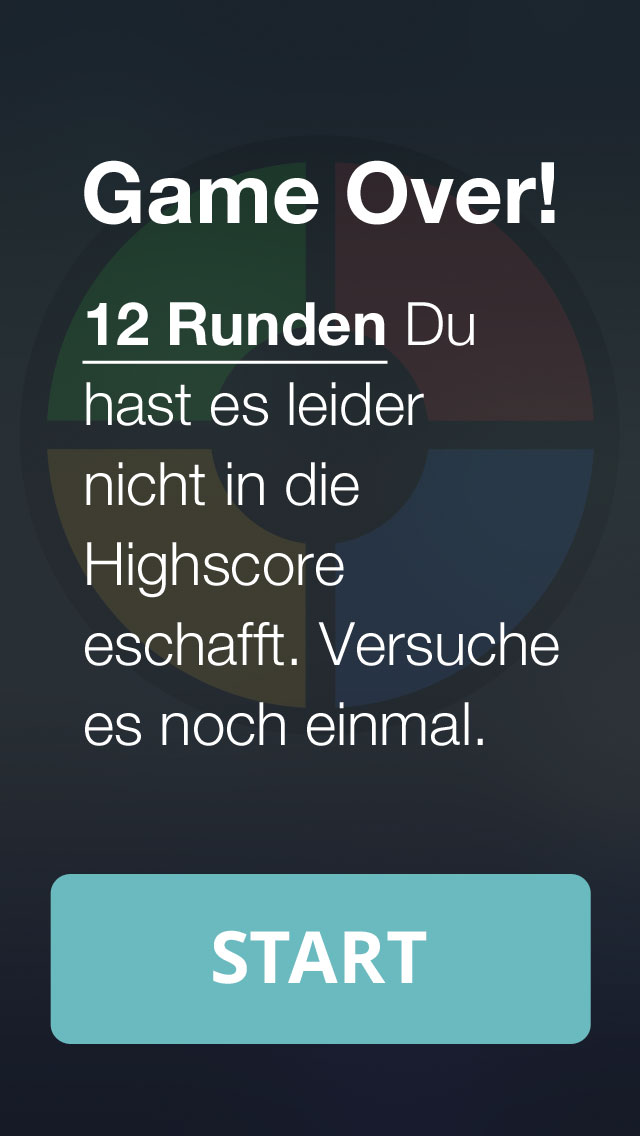 Game Over!
12 Runden Du
hast es leider
nicht in die
Highscore
eschafft. Versuche
es noch einmal.
START